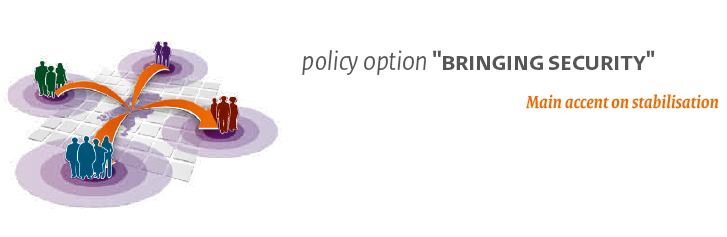 policy option "BRINGING SECURITY"
Main accent on stabilisation